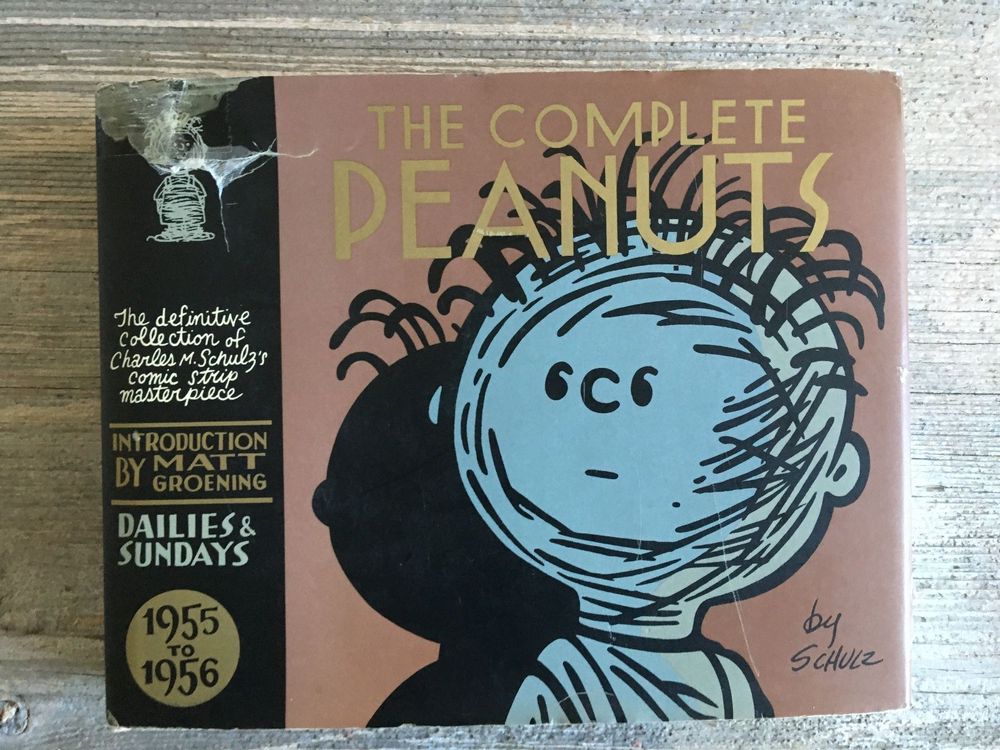 THE COMPLETE
PEANUTS
The definitive
collection of
Charles M. Schulz's
comic strip
masterpiece
INTRODUCTION
BY MATT
GROENING
DAILIES &
SUNDAYS
1955
TO
1956
by
SCHULZ